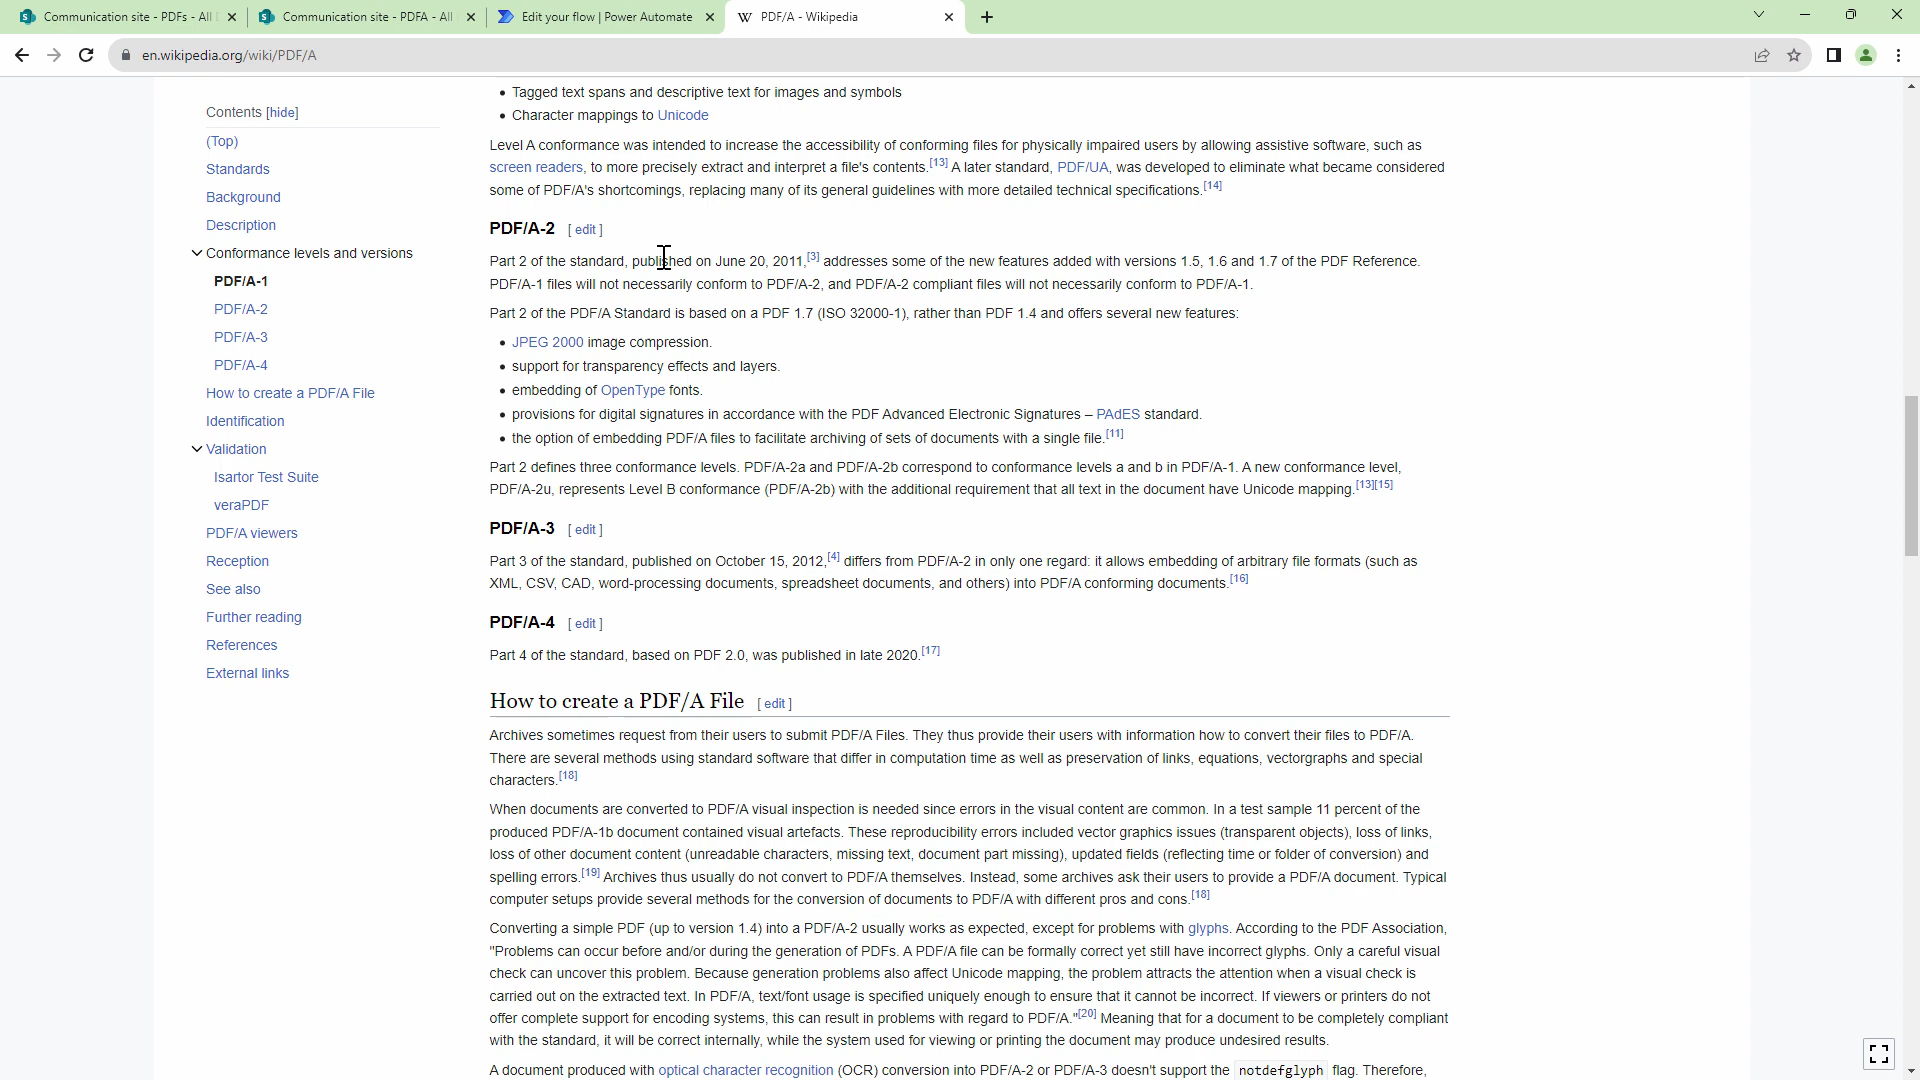 Communication site - PDFs - All
Communication site - PDFA - All
Edit your flow | Power Automate
W PDF/A - Wikipedia
en.wikipedia.org/wiki/PDF/A
Contents [hide]
(Top)
Standards
Background
Description
Conformance levels and versions
PDF/A-1
PDF/A-2
PDF/A-3
PDF/A-4
How to create a PDF/A File
Identification
Validation
Isartor Test Suite
veraPDF
PDF/A viewers
Reception
See also
Further reading
References
External links
• Tagged text spans and descriptive text for images and symbols
• Character mappings to Unicode
Level A conformance was intended to increase the accessibility of conforming files for physically impaired users by allowing assistive software, such as
screen readers, to more precisely extract and interpret a file's contents.[13] A later standard, PDF/UA, was developed to eliminate what became considered
some of PDF/A's shortcomings, replacing many of its general guidelines with more detailed technical specifications.[14]
PDF/A-2 [ edit ]
Part 2 of the standard, published on June 20, 2011,[3] addresses some of the new features added with versions 1.5, 1.6 and 1.7 of the PDF Reference.
PDF/A-1 files will not necessarily conform to PDF/A-2, and PDF/A-2 compliant files will not necessarily conform to PDF/A-1.
Part 2 of the PDF/A Standard is based on a PDF 1.7 (ISO 32000-1), rather than PDF 1.4 and offers several new features:
• JPEG 2000 image compression.
• support for transparency effects and layers.
• embedding of OpenType fonts.
• provisions for digital signatures in accordance with the PDF Advanced Electronic Signatures – PAdES standard.
• the option of embedding PDF/A files to facilitate archiving of sets of documents with a single file.[11]
Part 2 defines three conformance levels. PDF/A-2a and PDF/A-2b correspond to conformance levels a and b in PDF/A-1. A new conformance level,
PDF/A-2u, represents Level B conformance (PDF/A-2b) with the additional requirement that all text in the document have Unicode mapping.[13][15]
PDF/A-3 [ edit ]
Part 3 of the standard, published on October 15, 2012,[4] differs from PDF/A-2 in only one regard: it allows embedding of arbitrary file formats (such as
XML, CSV, CAD, word-processing documents, spreadsheet documents, and others) into PDF/A conforming documents.[16]
PDF/A-4 [ edit ]
Part 4 of the standard, based on PDF 2.0, was published in late 2020.[17]
How to create a PDF/A File [ edit ]
Archives sometimes request from their users to submit PDF/A Files. They thus provide their users with information how to convert their files to PDF/A.
There are several methods using standard software that differ in computation time as well as preservation of links, equations, vectorgraphs and special
characters.[18]
When documents are converted to PDF/A visual inspection is needed since errors in the visual content are common. In a test sample 11 percent of the
produced PDF/A-1b document contained visual artefacts. These reproducibility errors included vector graphics issues (transparent objects), loss of links,
loss of other document content (unreadable characters, missing text, document part missing), updated fields (reflecting time or folder of conversion) and
spelling errors.[19] Archives thus usually do not convert to PDF/A themselves. Instead, some archives ask their users to provide a PDF/A document. Typical
computer setups provide several methods for the conversion of documents to PDF/A with different pros and cons.[18]
Converting a simple PDF (up to version 1.4) into a PDF/A-2 usually works as expected, except for problems with glyphs. According to the PDF Association,
"Problems can occur before and/or during the generation of PDFs. A PDF/A file can be formally correct yet still have incorrect glyphs. Only a careful visual
check can uncover this problem. Because generation problems also affect Unicode mapping, the problem attracts the attention when a visual check is
carried out on the extracted text. In PDF/A, text/font usage is specified uniquely enough to ensure that it cannot be incorrect. If viewers or printers do not
offer complete support for encoding systems, this can result in problems with regard to PDF/A."[20] Meaning that for a document to be completely compliant
with the standard, it will be correct internally, while the system used for viewing or printing the document may produce undesired results.
A document produced with optical character recognition (OCR) conversion into PDF/A-2 or PDF/A-3 doesn't support the notdefglyph flag. Therefore,